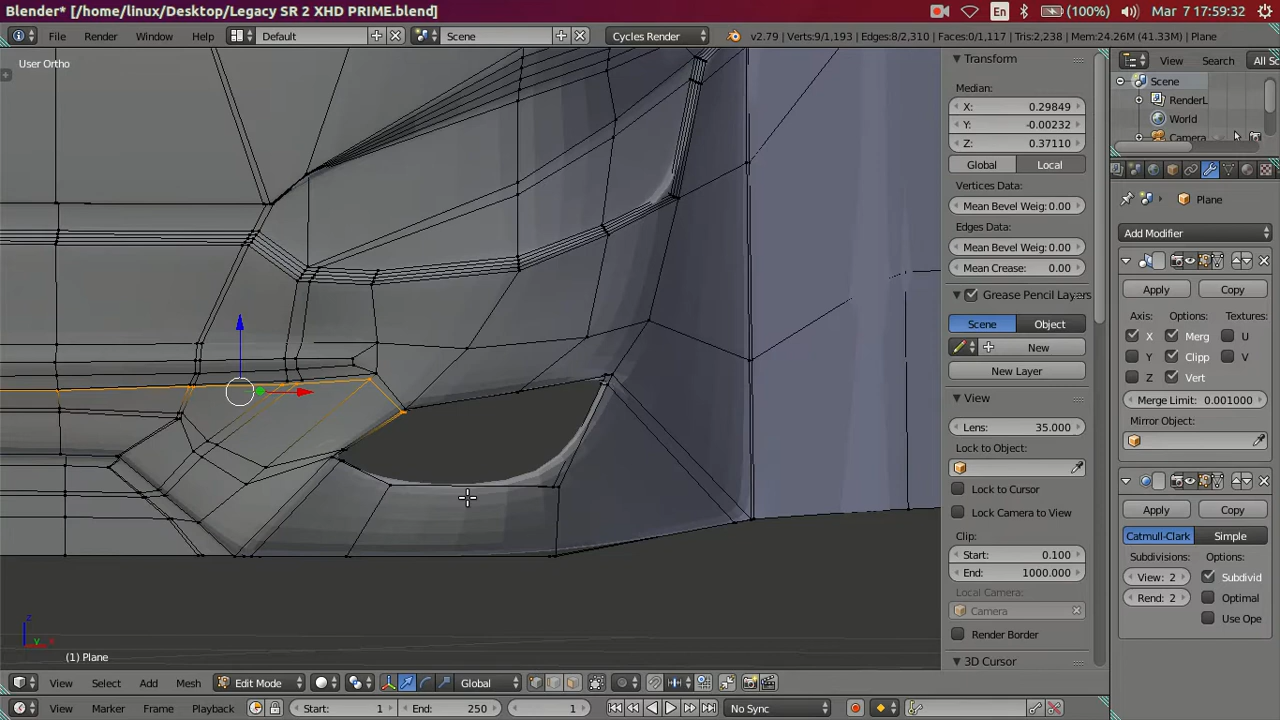 Blender* [/home/linux/Desktop/Legacy SR 2 XHD PRIME.blend]
En (100%) Mar 7 17:59:32
File Render Window Help Default Scene Cycles Render v2.79 | Verts:9/1,193 | Edges:8/2,310 | Faces:0/1,117 | Tris:2,238 | Mem:24.26M (41.33M) | Plane
User Ortho
Transform
Median:
X: 0.29849
Y: -0.00232
Z: 0.37110
Global Local
Vertices Data:
Mean Bevel Weig: 0.00
Edges Data:
Mean Bevel Weig: 0.00
Mean Crease: 0.00
Grease Pencil Layers
Scene Object
New
New Layer
View
Lens: 35.000
Lock to Object:
Lock to Cursor
Lock Camera to View
Clip:
Start: 0.100
End: 1000.000
Local Camera:
Camera
Render Border
3D Cursor
View Search All Sc
Scene
RenderL
World
Camera
Plane
Add Modifier
Apply Copy
Axis: Options: Textures:
X Merg U
Y Clipp V
Z Vert
Merge Limit: 0.001000
Mirror Object:
Apply Copy
Catmull-Clark Simple
Subdivisions: Options:
View: 2 Subdivid
Rend: 2 Optimal
Use Ope
z
y x
(1) Plane
View Select Add Mesh Edit Mode Global
View Marker Frame Playback Start: 1 End: 250 1 No Sync